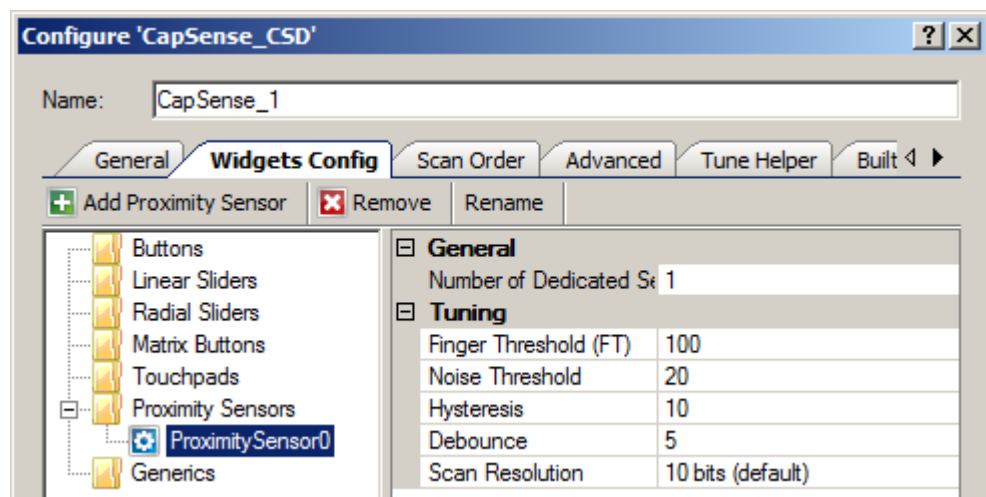 Configure 'CapSense_CSD'
Name: CapSense_1
General Widgets Config Scan Order Advanced Tune Helper Built
Add Proximity Sensor Remove Rename
Buttons
Linear Sliders
Radial Sliders
Matrix Buttons
Touchpads
Proximity Sensors
ProximitySensor0
Generics
General
Number of Dedicated Se 1
Tuning
Finger Threshold (FT) 100
Noise Threshold 20
Hysteresis 10
Debounce 5
Scan Resolution 10 bits (default)